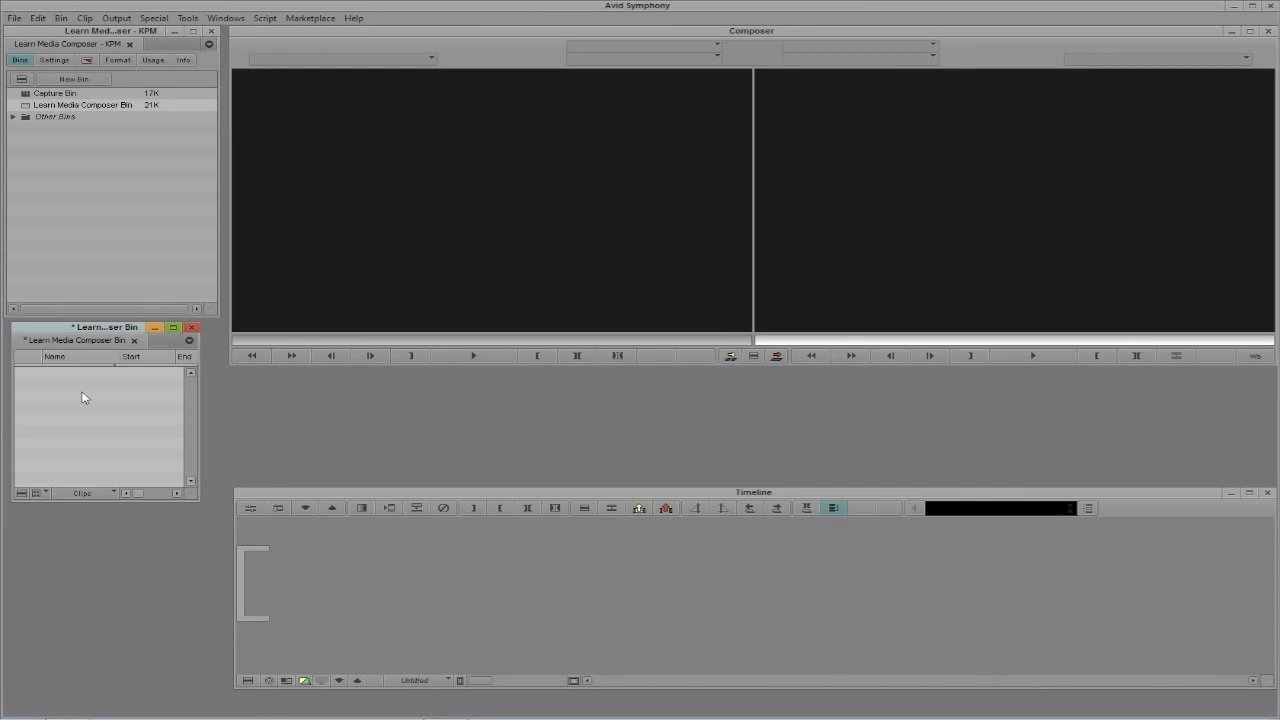 Avid Symphony
File Edit Bin Clip Output Special Tools Windows Script Marketplace Help
Learn Med...ser - KPM
Composer
Learn Media Composer - KPM
Bins Settings Format Usage Info
New Bin
Capture Bin 17K
Learn Media Composer Bin 21K
Other Bins
* Learn...ser Bin
* Learn Media Composer Bin
Name Start End
Clips
Timeline
Untitled